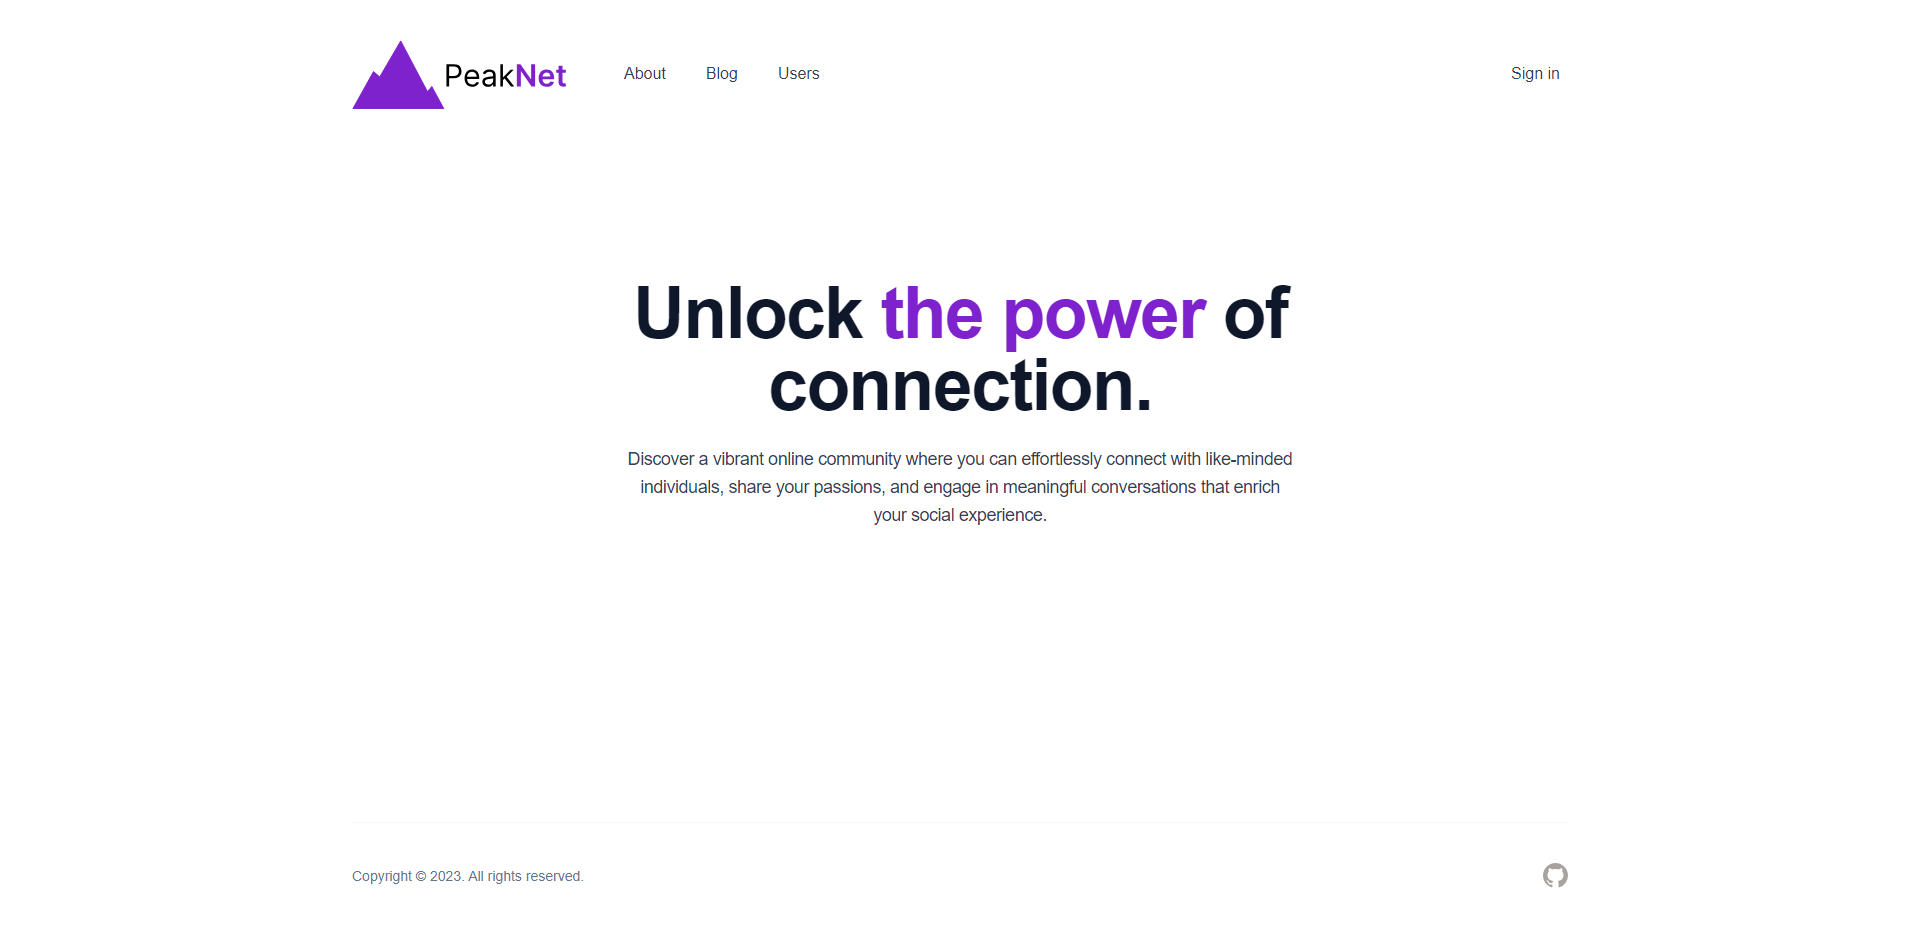 PeakNet
About
Blog
Users
Sign in
Unlock the power of
connection.
Discover a vibrant online community where you can effortlessly connect with like-minded
individuals, share your passions, and engage in meaningful conversations that enrich
your social experience.
Copyright © 2023. All rights reserved.